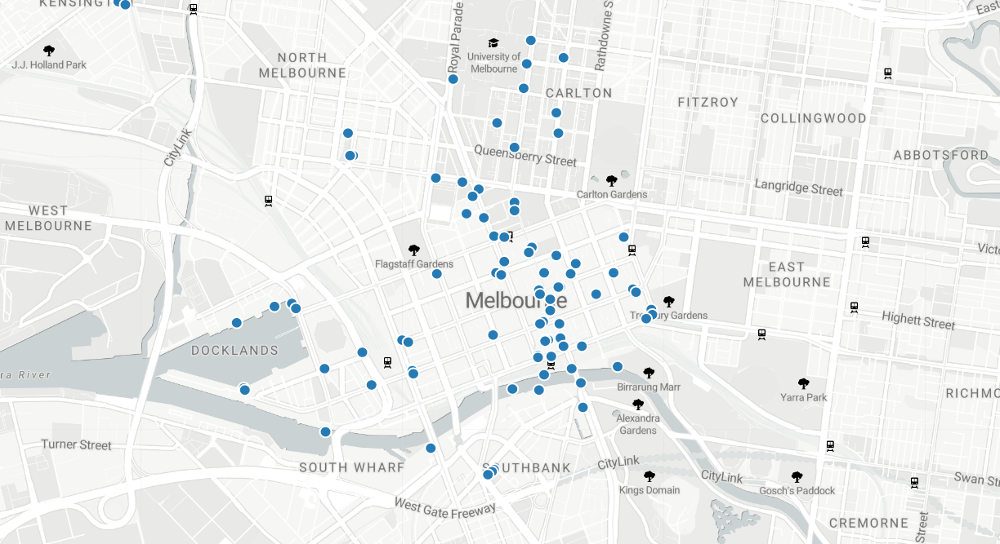 KENSINGT
J.J. Holland Park
NORTH
MELBOURNE
Royal Parade
University of
Melbourne
Rathdowne S
CARLTON
FITZROY
COLLINGWOOD
ABBOTSFORD
East
CityLink
Queensberry Street
Carlton Gardens
Langridge Street
WEST
MELBOURNE
Flagstaff Gardens
Victo
EAST
MELBOURNE
Melbourne
Treasury Gardens
Highett Street
DOCKLANDS
ra River
Birrarung Marr
Yarra Park
RICHMO
Alexandra
Gardens
Turner Street
SOUTH WHARF
SOUTHBANK
CityLink
Kings Domain
CityLink
Gosch's Paddock
Swan St
West Gate Freeway
CREMORNE
Street